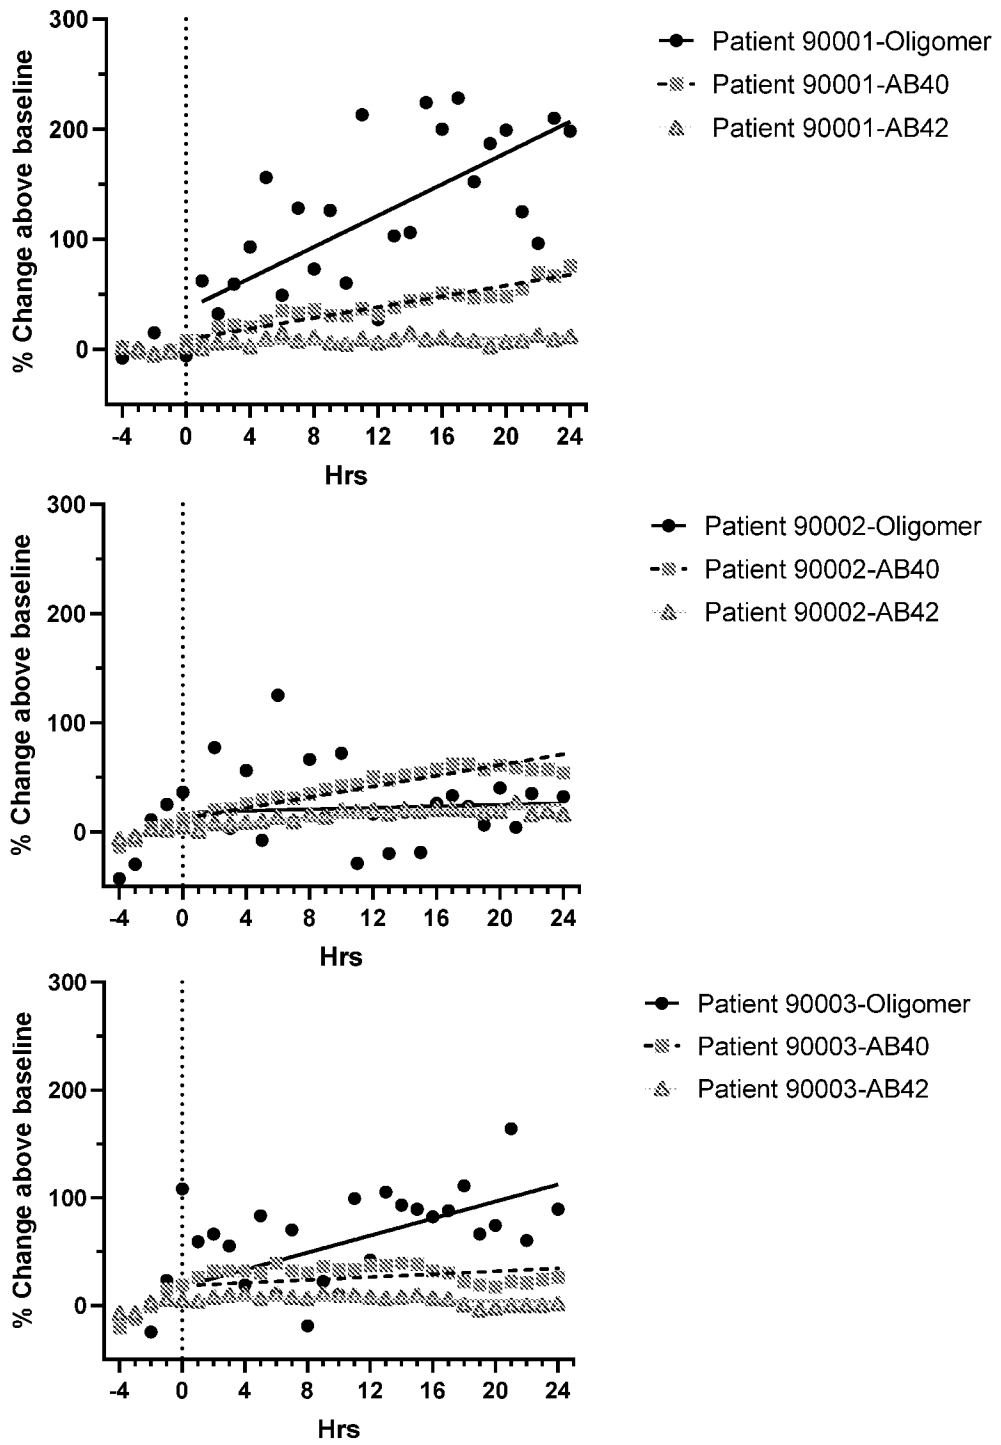 % Change above baseline
300
200
100
0
-4 0 4 8 12 16 20 24
Hrs
Patient 90001-Oligomer
Patient 90001-AB40
Patient 90001-AB42
% Change above baseline
300
200
100
0
-4 0 4 8 12 16 20 24
Hrs
Patient 90002-Oligomer
Patient 90002-AB40
Patient 90002-AB42
% Change above baseline
300
200
100
0
-4 0 4 8 12 16 20 24
Hrs
Patient 90003-Oligomer
Patient 90003-AB40
Patient 90003-AB42